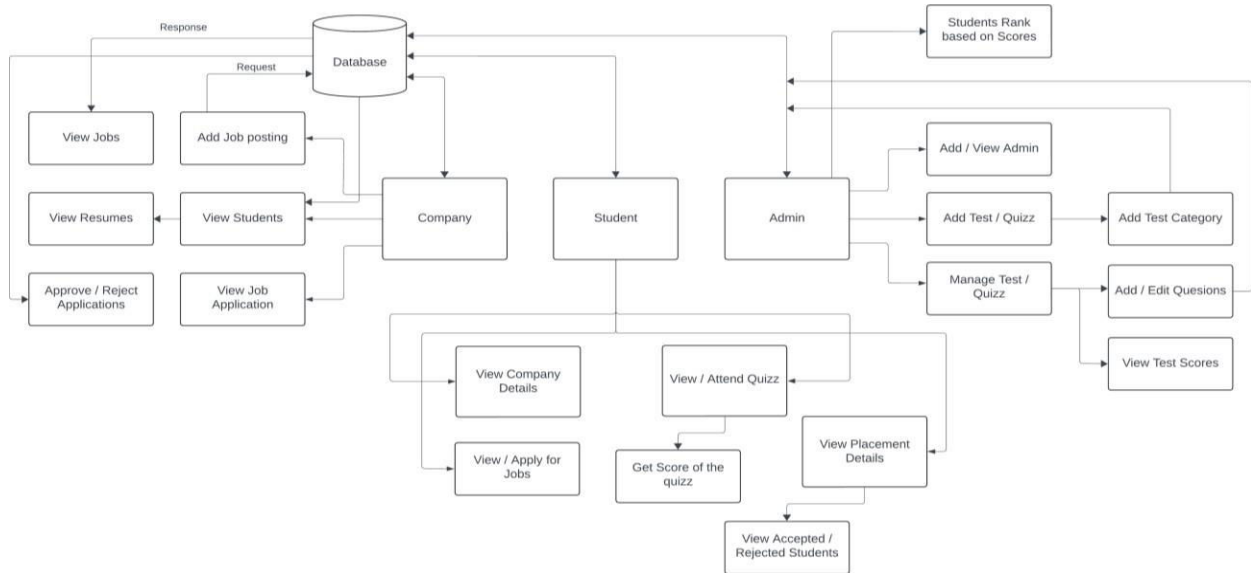 Response
Database
Request
Students Rank
based on Scores
View Jobs
Add Job posting
Add / View Admin
View Resumes
View Students
Company
Student
Admin
Add Test / Quizz
Add Test Category
Approve / Reject
Applications
View Job
Application
Manage Test /
Quizz
Add / Edit Quesions
View Company
Details
View / Attend Quizz
View Test Scores
View / Apply for
Jobs
Get Score of the
quizz
View Placement
Details
View Accepted /
Rejected Students